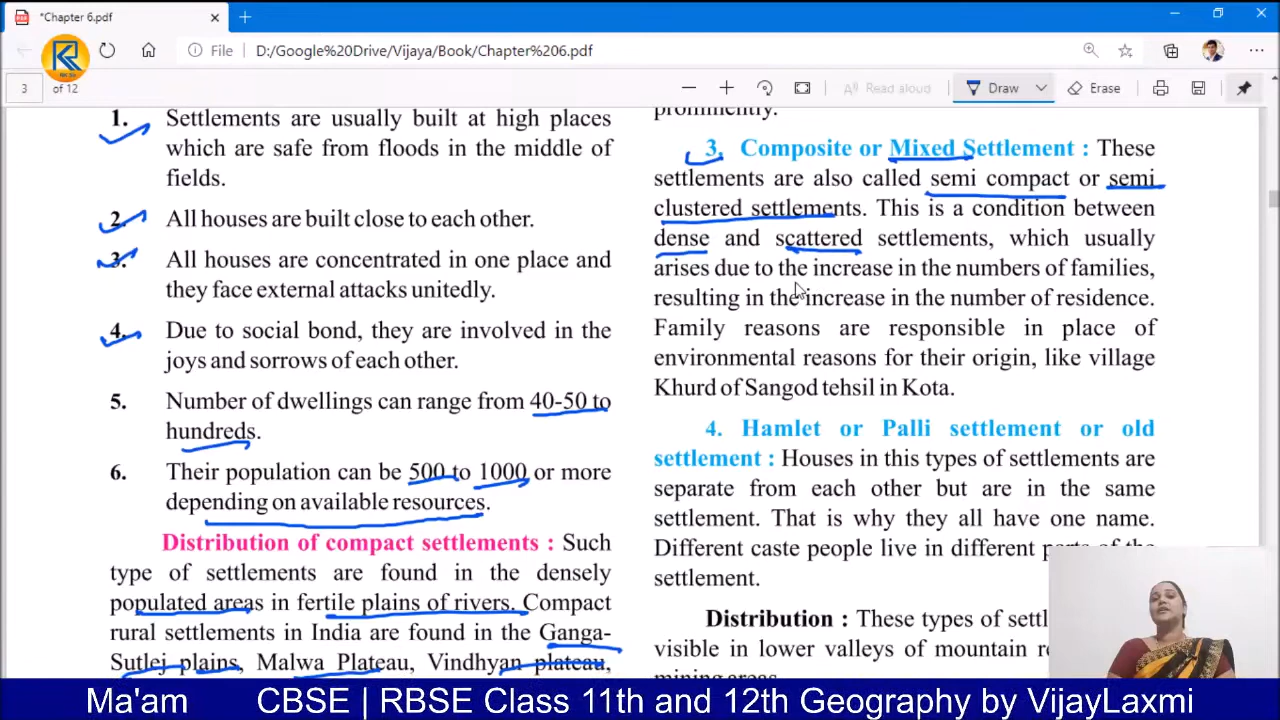 *Chapter 6.pdf
File
D:/Google%20Drive/Vijaya/Book/Chapter%206.pdf
3
of 12
Read aloud
Draw
Erase
1. Settlements are usually built at high places
which are safe from floods in the middle of
fields.
2. All houses are built close to each other.
3. All houses are concentrated in one place and
they face external attacks unitedly.
4. Due to social bond, they are involved in the
joys and sorrows of each other.
5. Number of dwellings can range from 40-50 to
hundreds.
6. Their population can be 500 to 1000 or more
depending on available resources.
Distribution of compact settlements : Such
type of settlements are found in the densely
populated areas in fertile plains of rivers. Compact
rural settlements in India are found in the Ganga-
Sutlej plains, Malwa Plateau, Vindhyan plateau,
prominently.
3. Composite or Mixed Settlement : These
settlements are also called semi compact or semi
clustered settlements. This is a condition between
dense and scattered settlements, which usually
arises due to the increase in the numbers of families,
resulting in the increase in the number of residence.
Family reasons are responsible in place of
environmental reasons for their origin, like village
Khurd of Sangod tehsil in Kota.
4. Hamlet or Palli settlement or old
settlement : Houses in this types of settlements are
separate from each other but are in the same
settlement. That is why they all have one name.
Different caste people live in different parts of the
settlement.
Distribution : These types of settl
visible in lower valleys of mountain
mining areas
Ma'am CBSE | RBSE Class 11th and 12th Geography by VijayLaxmi